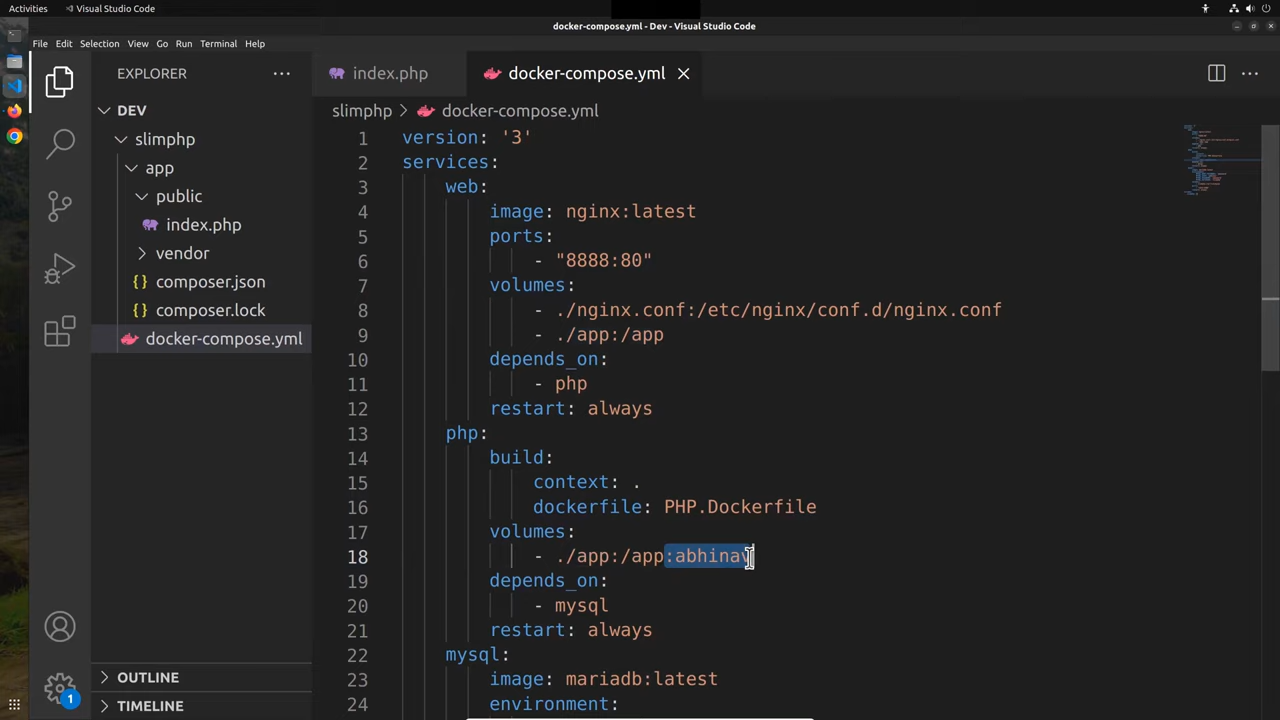 Activities
Visual Studio Code
docker-compose.yml - Dev - Visual Studio Code
File Edit Selection View Go Run Terminal Help
EXPLORER
index.php
docker-compose.yml
DEV
slimphp
app
public
index.php
vendor
{} composer.json
{} composer.lock
docker-compose.yml
OUTLINE
TIMELINE
1
slimphp > docker-compose.yml
1 version: '3'
2 services:
3 web:
4 image: nginx:latest
5 ports:
6 - "8888:80"
7 volumes:
8 - ./nginx.conf:/etc/nginx/conf.d/nginx.conf
9 - ./app:/app
10 depends_on:
11 - php
12 restart: always
13 php:
14 build:
15 context: .
16 dockerfile: PHP.Dockerfile
17 volumes:
18 - ./app:/app:abhinav
19 depends_on:
20 - mysql
21 restart: always
22 mysql:
23 image: mariadb:latest
24 environment: